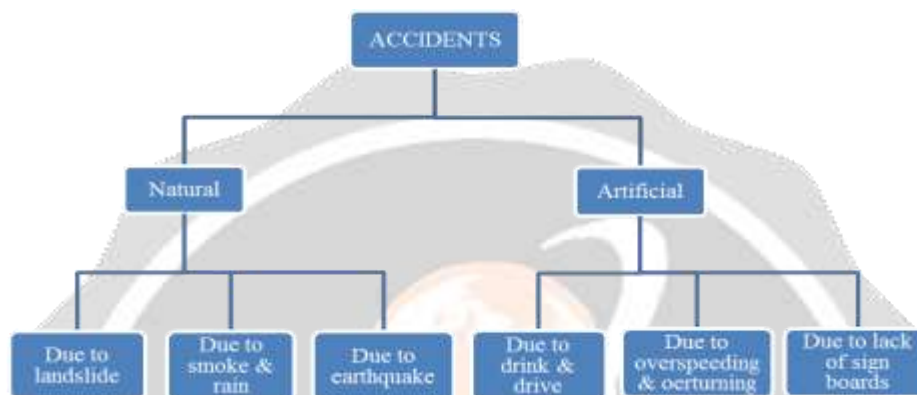 ACCIDENTS
Natural
Artificial
Due to
landslide
Due to
smoke &
rain
Due to
earthquake
Due to
drink &
drive
Due to
overspeeding
& oerturning
Due to lack
of sign
boards